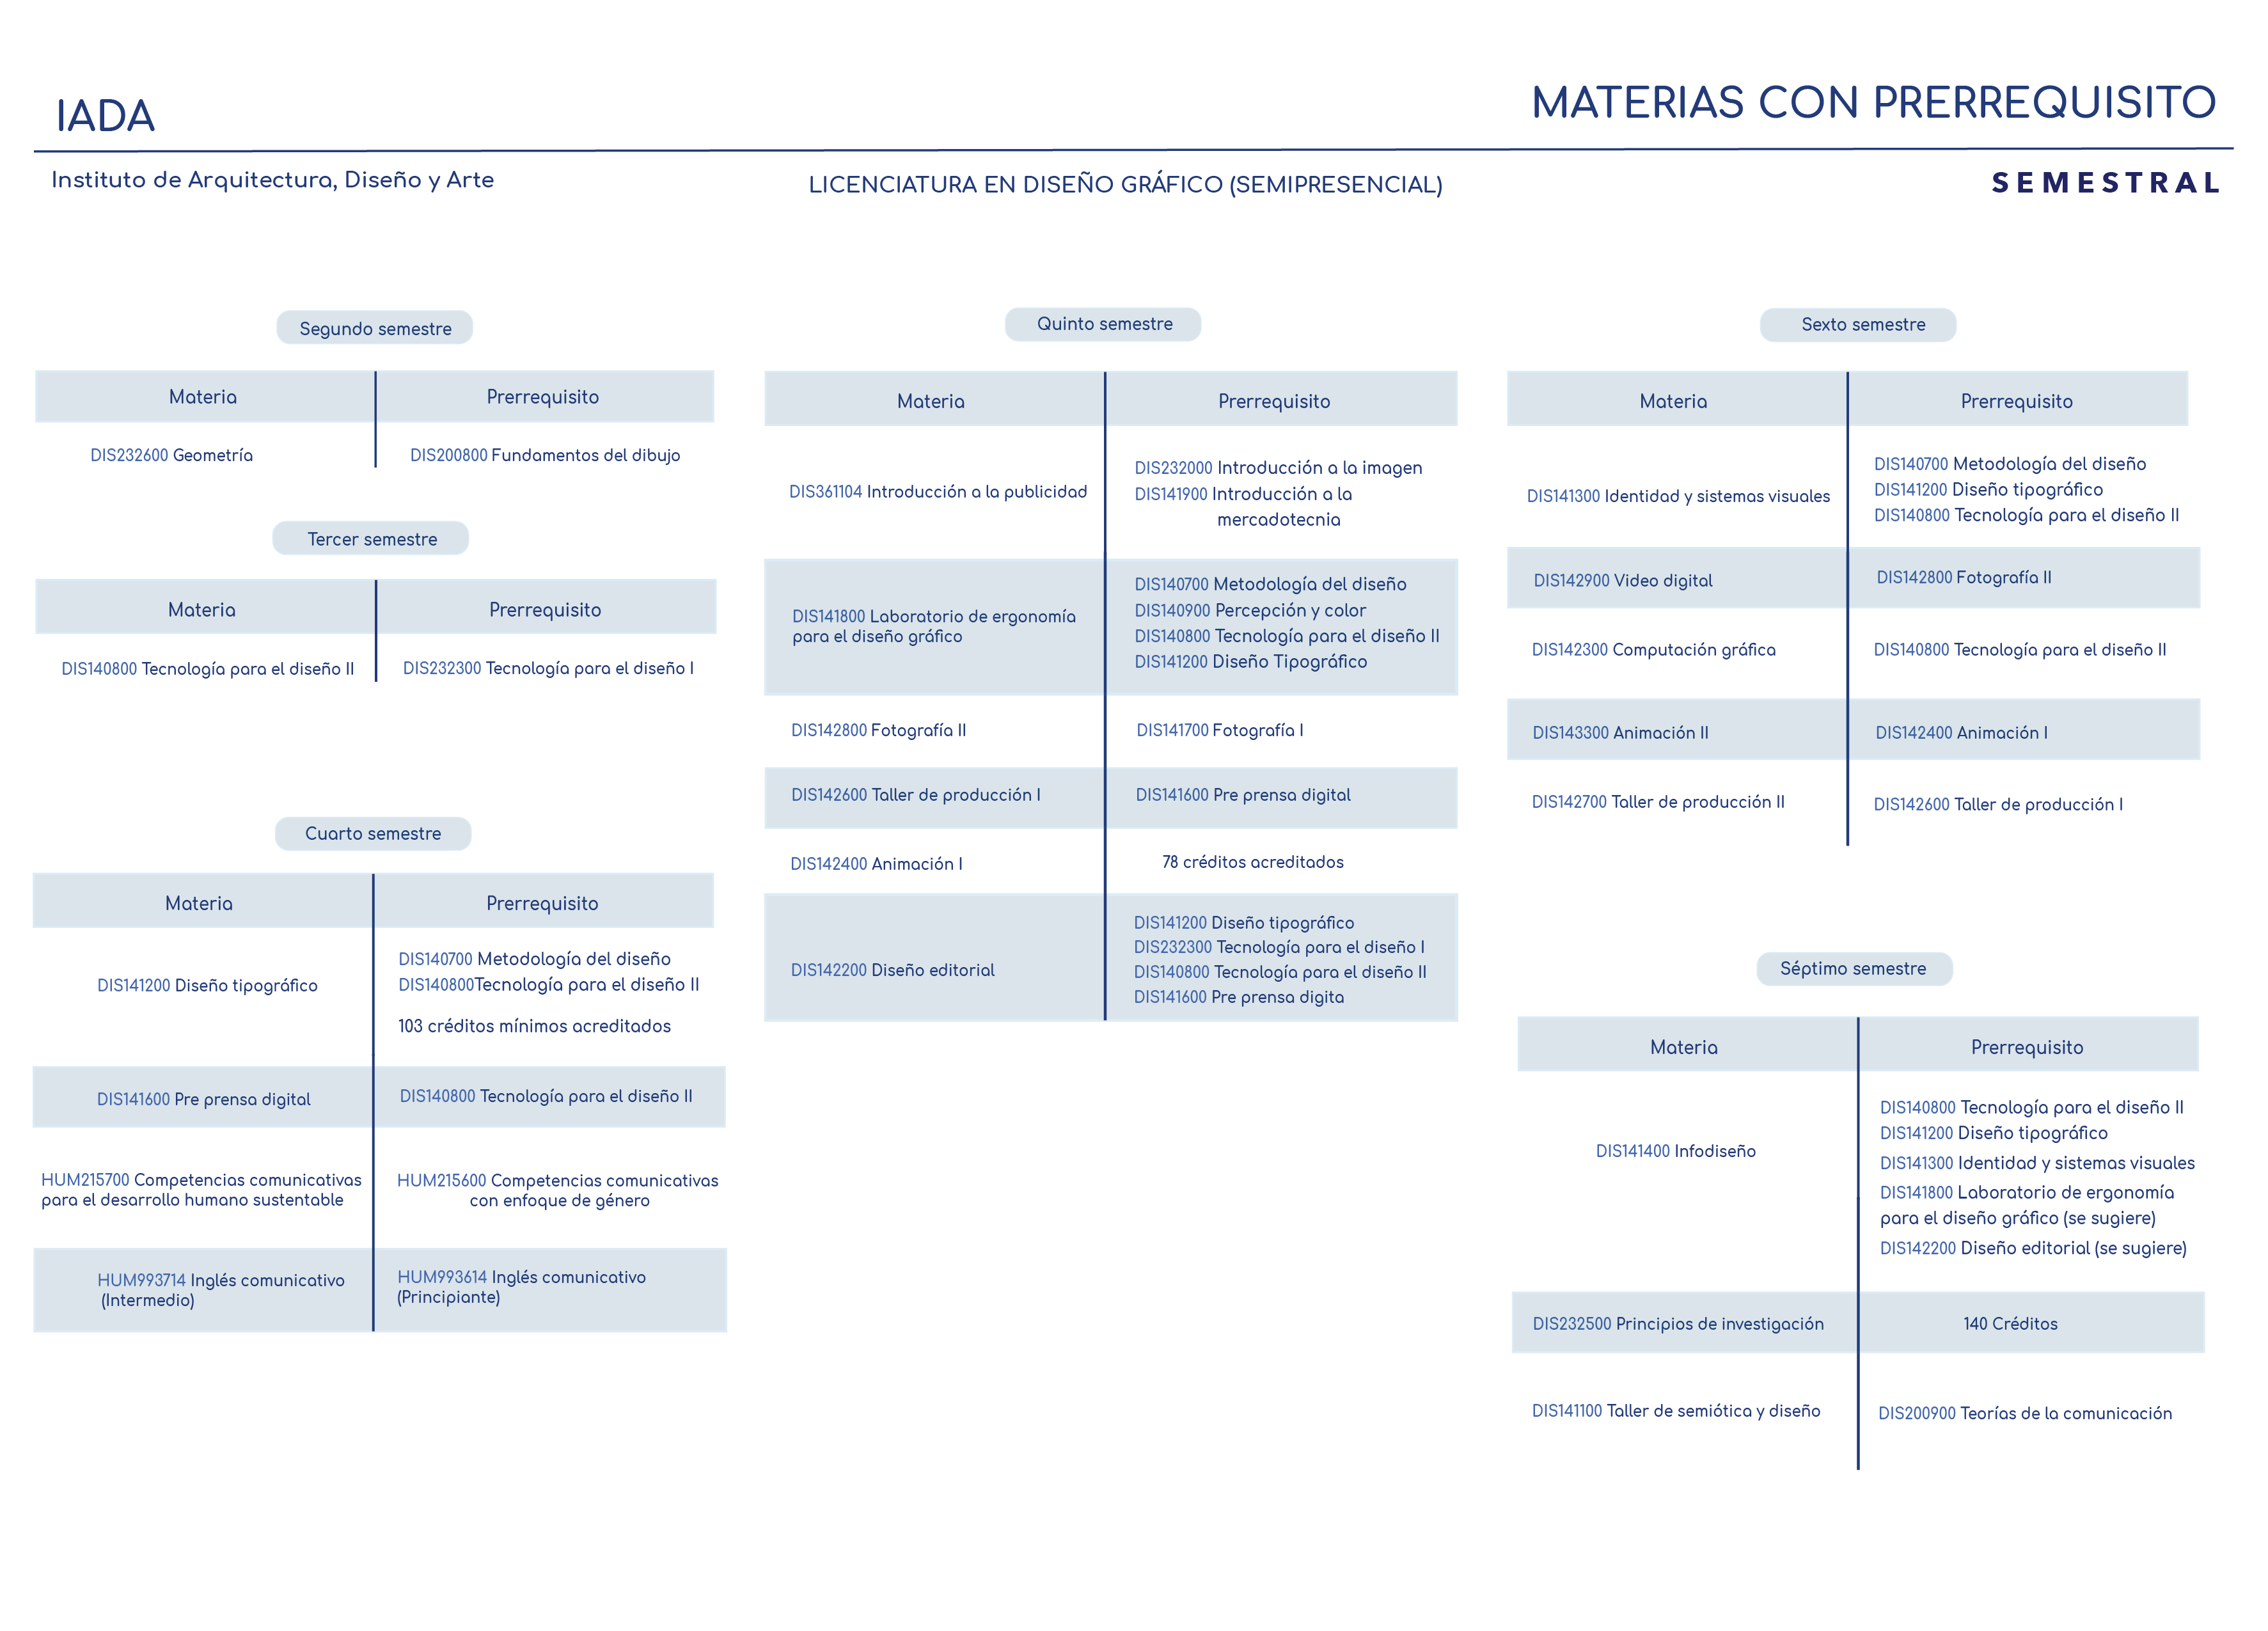 IADA
MATERIAS CON PRERREQUISITO
Instituto de Arquitectura, Diseño y Arte
LICENCIATURA EN DISEÑO GRÁFICO (SEMIPRESENCIAL)
SEMESTRAL
Segundo semestre
Materia
Prerrequisito
DIS232600 Geometría
DIS200800 Fundamentos del dibujo
Tercer semestre
Materia
Prerrequisito
DIS140800 Tecnología para el diseño II
DIS232300 Tecnología para el diseño I
Cuarto semestre
Materia
Prerrequisito
DIS141200 Diseño tipográfico
DIS140700 Metodología del diseño
DIS140800Tecnología para el diseño II
103 créditos mínimos acreditados
DIS141600 Pre prensa digital
DIS140800 Tecnología para el diseño II
HUM215700 Competencias comunicativas
para el desarrollo humano sustentable
HUM215600 Competencias comunicativas
con enfoque de género
HUM993714 Inglés comunicativo
(Intermedio)
HUM993614 Inglés comunicativo
(Principiante)
Quinto semestre
Materia
Prerrequisito
DIS361104 Introducción a la publicidad
DIS232000 Introducción a la imagen
DIS141900 Introducción a la
mercadotecnia
DIS141800 Laboratorio de ergonomía
para el diseño gráfico
DIS140700 Metodología del diseño
DIS140900 Percepción y color
DIS140800 Tecnología para el diseño II
DIS141200 Diseño Tipográfico
DIS142800 Fotografía II
DIS141700 Fotografía I
DIS142600 Taller de producción I
DIS141600 Pre prensa digital
DIS142400 Animación I
78 créditos acreditados
DIS142200 Diseño editorial
DIS141200 Diseño tipográfico
DIS232300 Tecnología para el diseño I
DIS140800 Tecnología para el diseño II
DIS141600 Pre prensa digita
Sexto semestre
Materia
Prerrequisito
DIS141300 Identidad y sistemas visuales
DIS140700 Metodología del diseño
DIS141200 Diseño tipográfico
DIS140800 Tecnología para el diseño II
DIS142900 Video digital
DIS142800 Fotografía II
DIS142300 Computación gráfica
DIS140800 Tecnología para el diseño II
DIS143300 Animación II
DIS142400 Animación I
DIS142700 Taller de producción II
DIS142600 Taller de producción I
Séptimo semestre
Materia
Prerrequisito
DIS141400 Infodiseño
DIS140800 Tecnología para el diseño II
DIS141200 Diseño tipográfico
DIS141300 Identidad y sistemas visuales
DIS141800 Laboratorio de ergonomía
para el diseño gráfico (se sugiere)
DIS142200 Diseño editorial (se sugiere)
DIS232500 Principios de investigación
140 Créditos
DIS141100 Taller de semiótica y diseño
DIS200900 Teorías de la comunicación